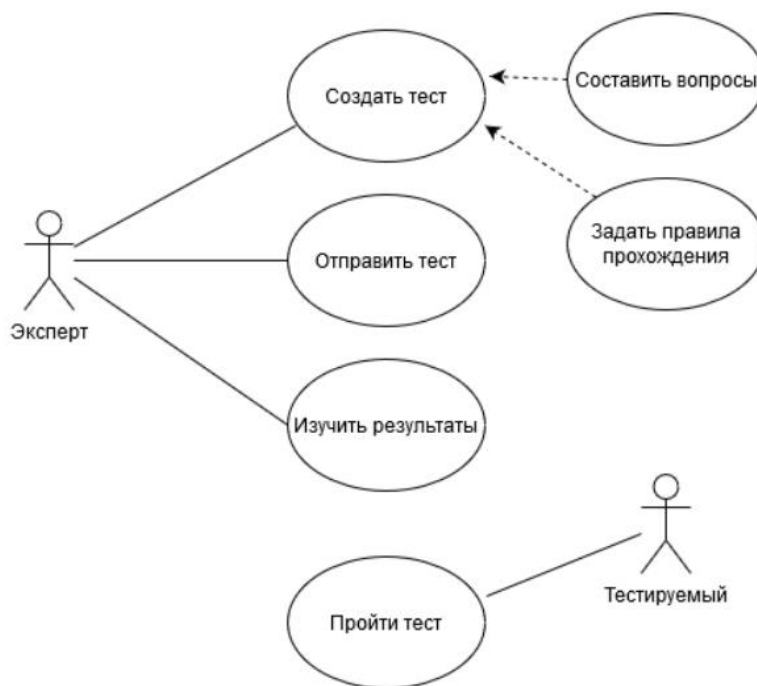 Создать тест
Составить вопросы
Задать правила
прохождения
Отправить тест
Эксперт
Изучить результаты
Тестируемый
Пройти тест